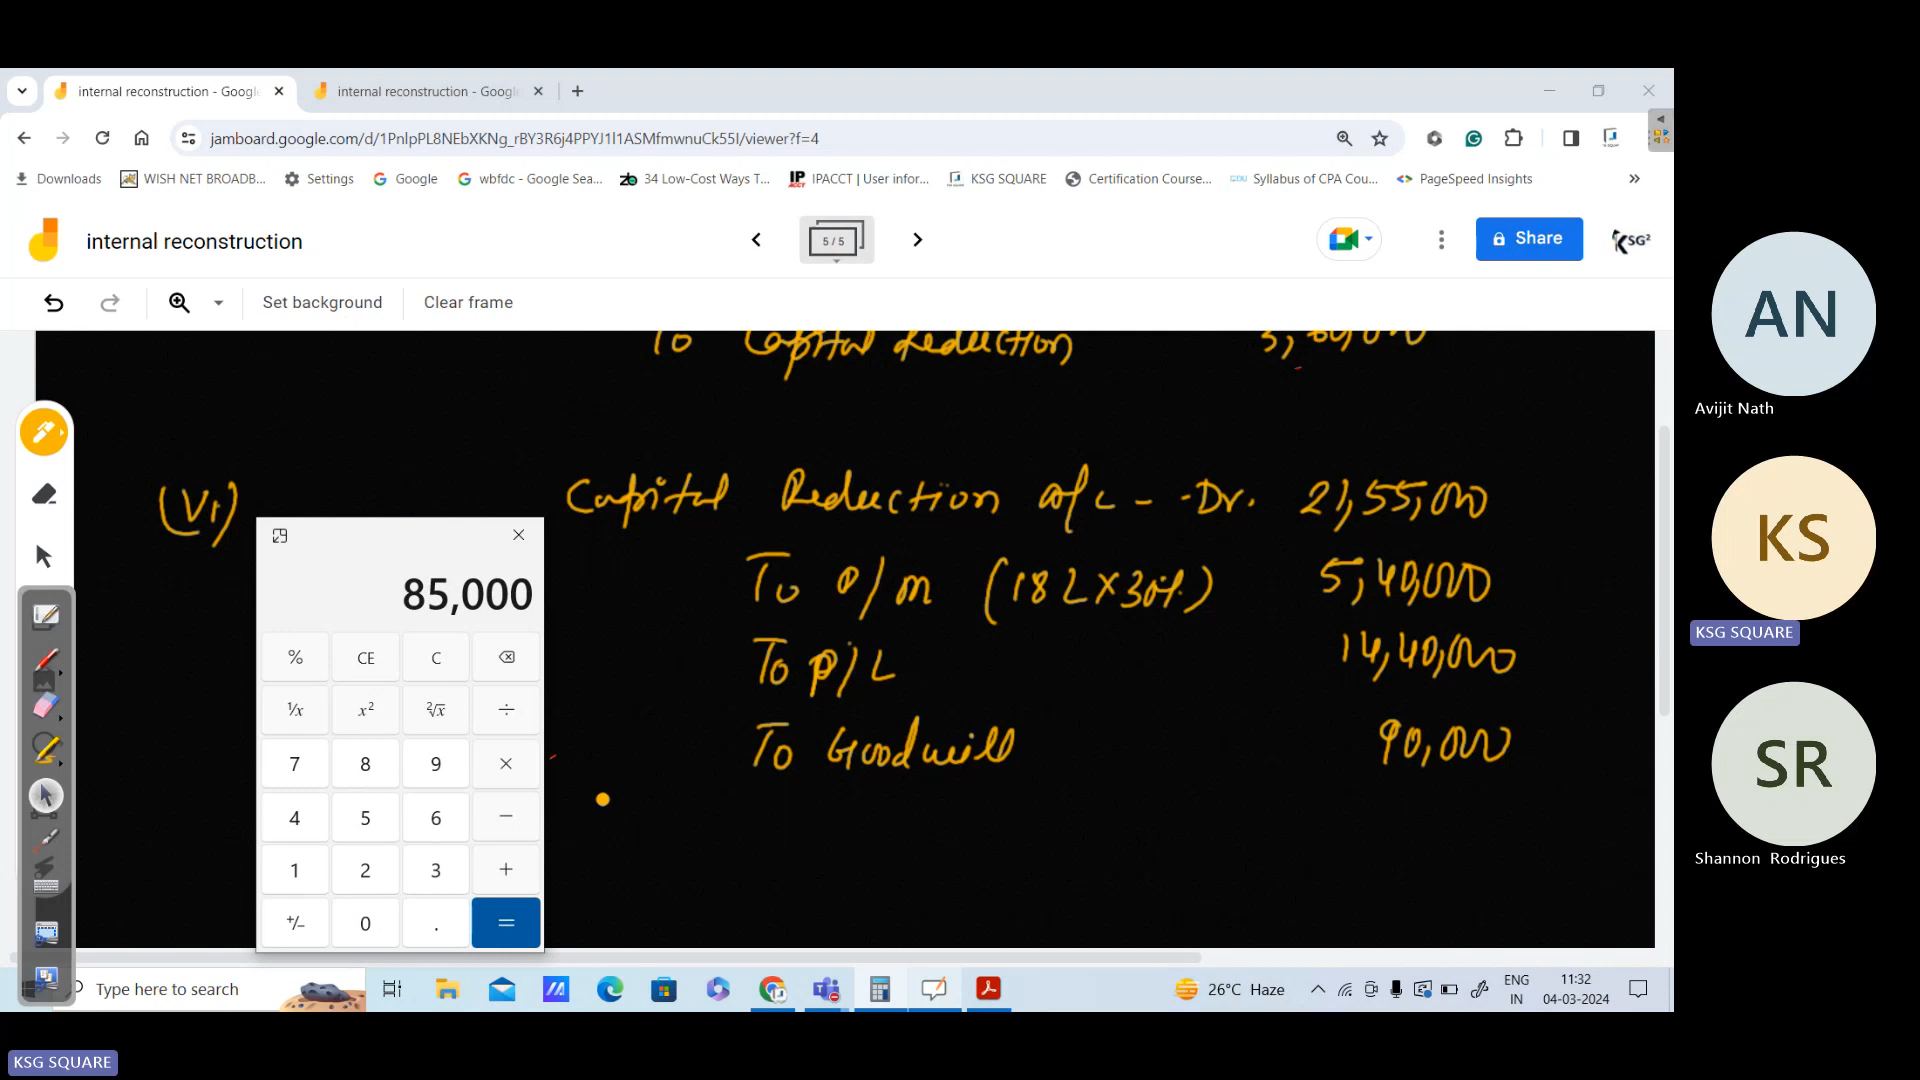 internal reconstruction - Google
internal reconstruction - Google
jamboard.google.com/d/1PnlpPL8NEbXKNg_rBY3R6j4PPYJ1l1ASMfmwnuCk55I/viewer?f=4
Downloads
WISH NET BROADB...
Settings
Google
wbfdc - Google Sea...
34 Low-Cost Ways T...
IPACCT | User infor...
KSG SQUARE
Certification Course...
Syllabus of CPA Cou...
PageSpeed Insights
internal reconstruction
5 / 5
Share
KSG²
Set background
Clear frame
To Capital Reduction
(VI)
Capital Reduction a/c - Dr. 21,55,000
To P/M (18L X 30%) 5,40,000
To P/L 14,40,000
To Goodwill 90,000
85,000
% CE C
1/x x² ²√x ÷
7 8 9 ×
4 5 6 −
1 2 3 +
+/− 0 . =
Type here to search
26°C Haze
ENG
IN
11:32
04-03-2024
AN
Avijit Nath
KS
KSG SQUARE
SR
Shannon Rodrigues
KSG SQUARE